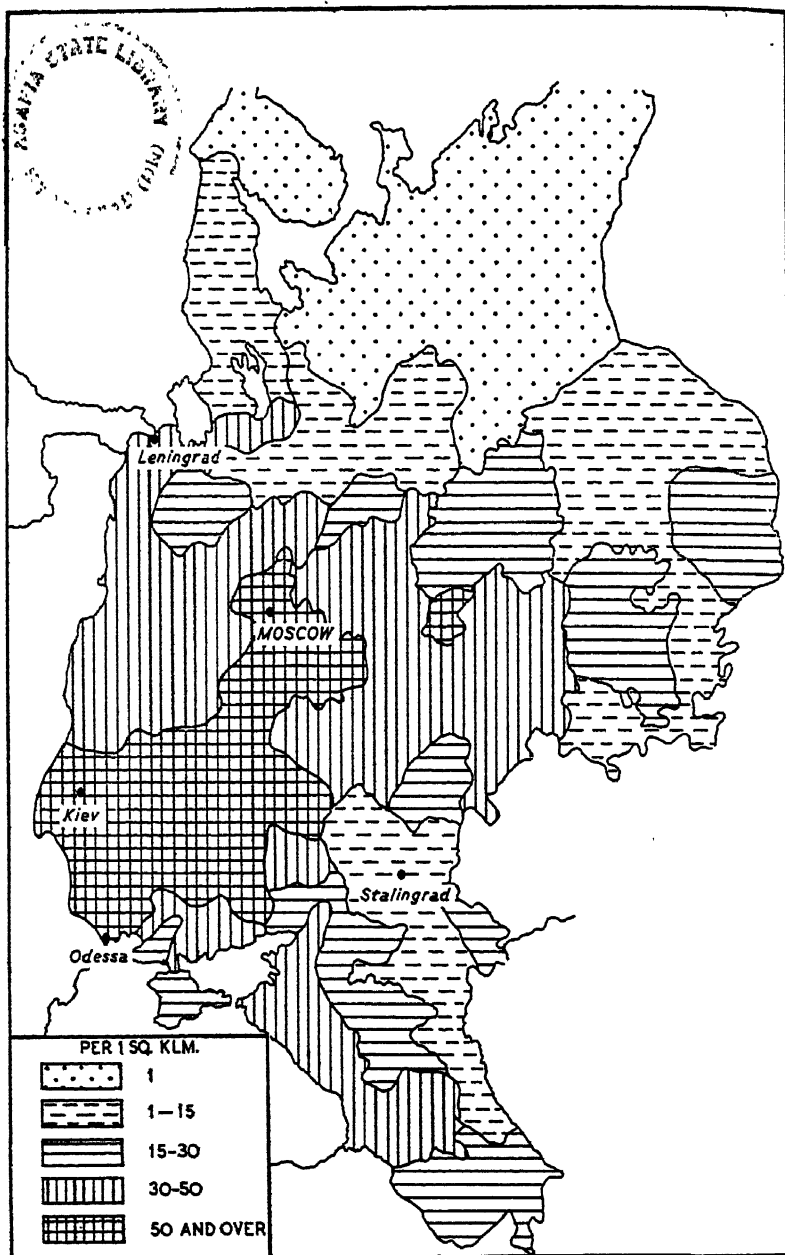 STATE LIBRARY
Leningrad
MOSCOW
Kiev
Stalingrad
Odessa
PER 1 SQ. KLM.
1
1—15
15-30
30-50
50 AND OVER